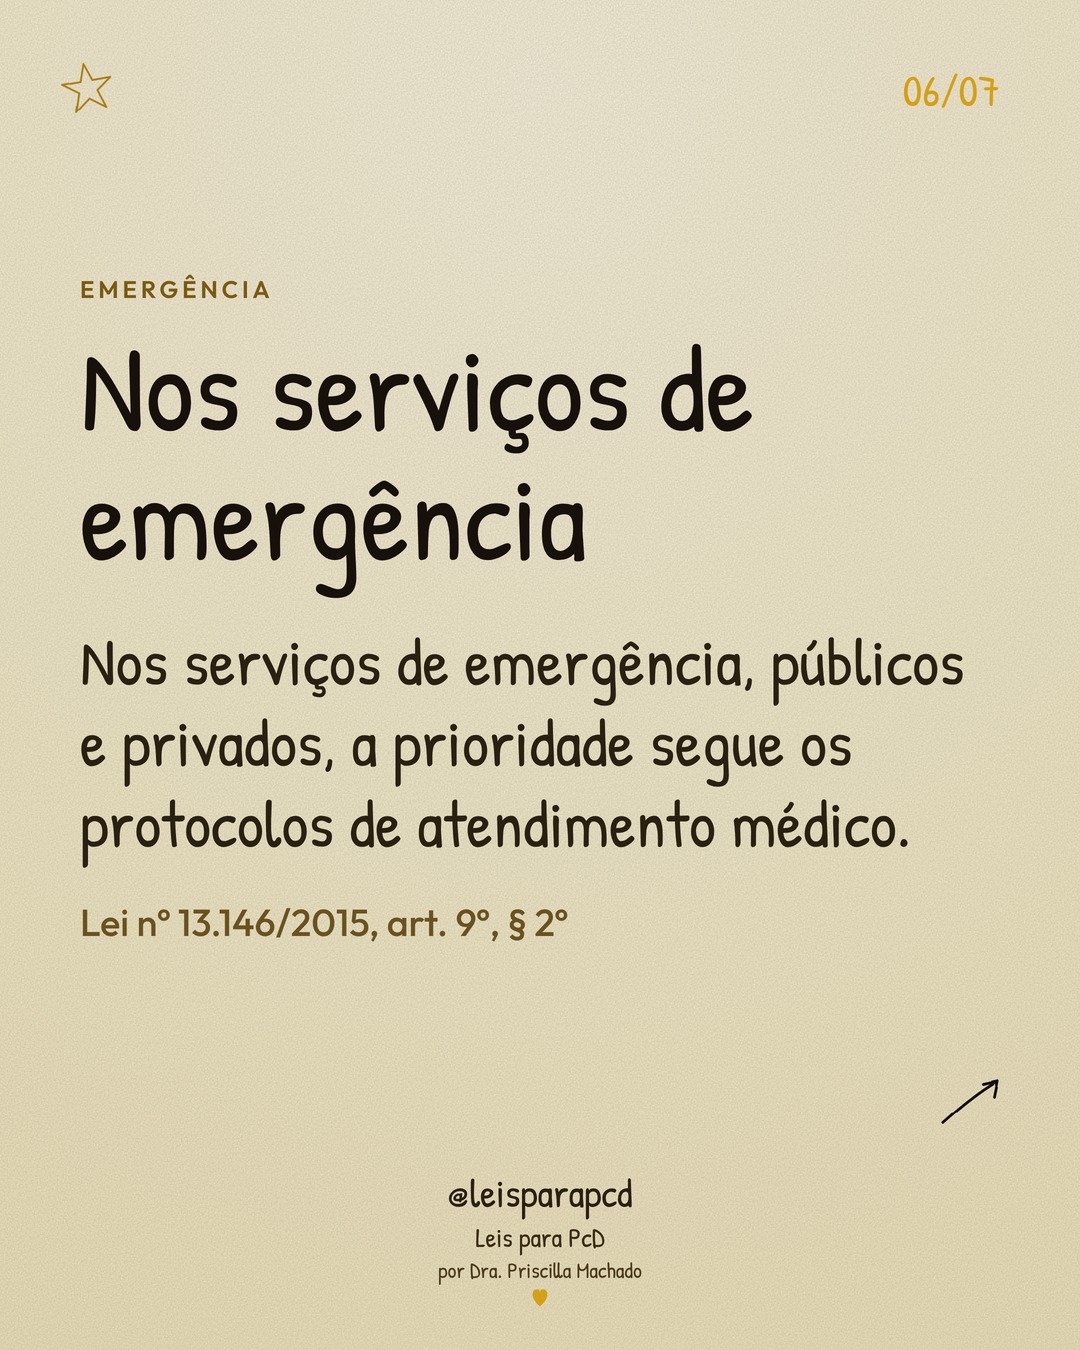 06/07
EMERGÊNCIA
Nos serviços de
emergência
Nos serviços de emergência, públicos
e privados, a prioridade segue os
protocolos de atendimento médico.
Lei nº 13.146/2015, art. 9º, § 2º
@leisparapcd
Leis para PcD
por Dra. Priscilla Machado